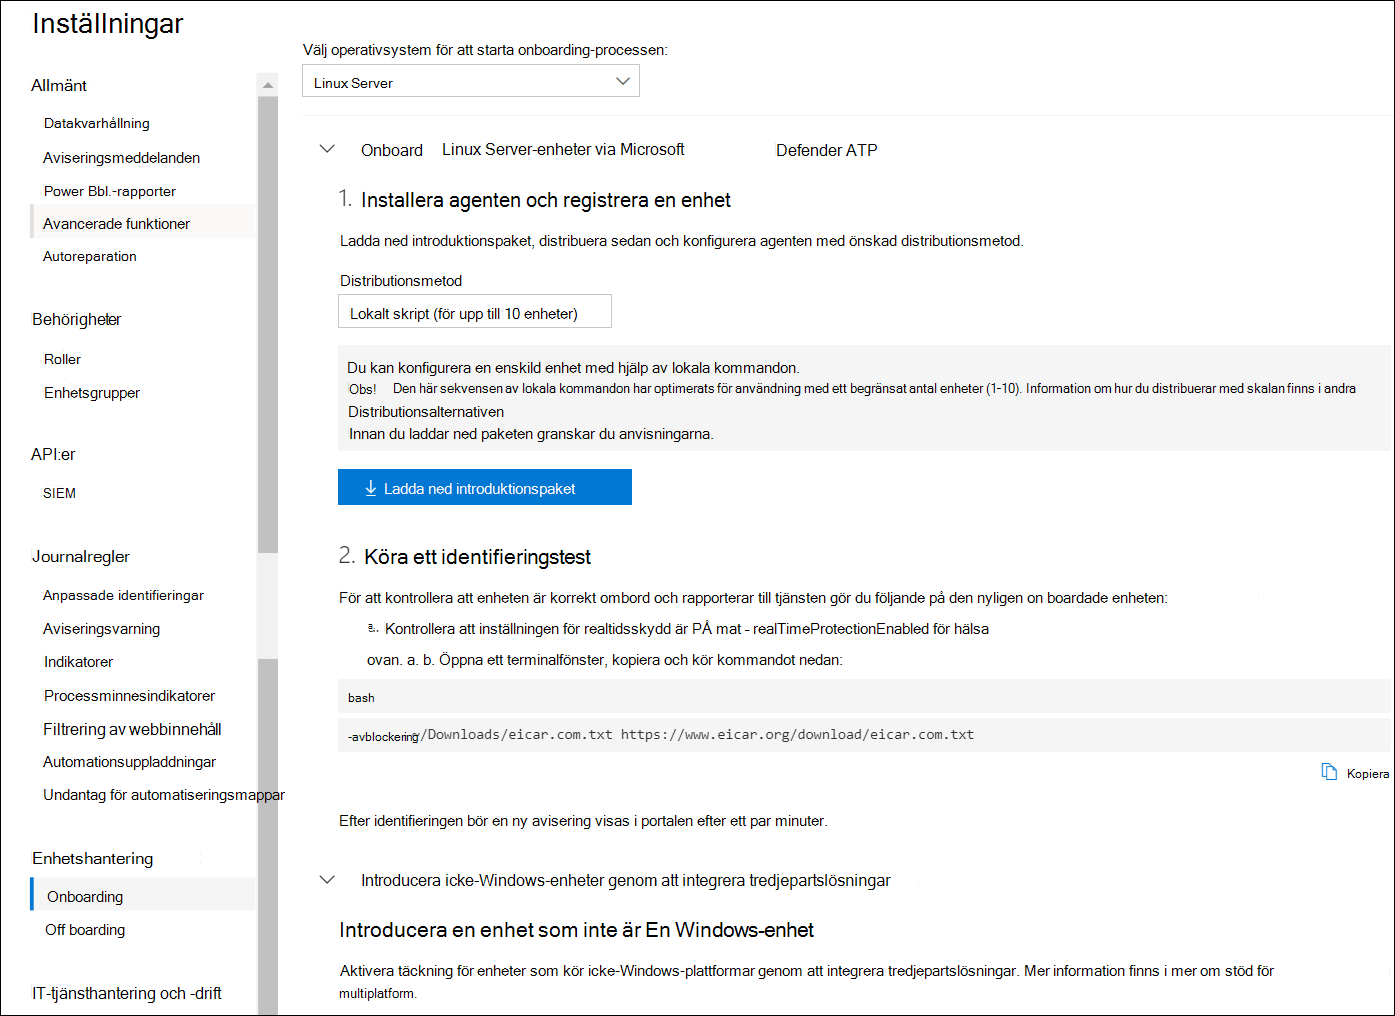 Inställningar
Allmänt
Datakvarhållning
Aviseringsmeddelanden
Power Bbl.-rapporter
Avancerade funktioner
Autoreparation
Behörigheter
Roller
Enhetsgrupper
API:er
SIEM
Journalregler
Anpassade identifieringar
Aviseringsvarning
Indikatorer
Processminnesindikatorer
Filtrering av webbinnehåll
Automationsuppladdningar
Undantag för automatiseringsmappar
Enhetshantering
Onboarding
Off boarding
IT-tjänsthantering och -drift
Välj operativsystem för att starta onboarding-processen:
Linux Server
Onboard Linux Server-enheter via Microsoft Defender ATP
1. Installera agenten och registrera en enhet
Ladda ned introduktionspaket, distribuera sedan och konfigurera agenten med önskad distributionsmetod.
Distributionsmetod
Lokalt skript (för upp till 10 enheter)
Du kan konfigurera en enskild enhet med hjälp av lokala kommandon.
Obs! Den här sekvensen av lokala kommandon har optimerats för användning med ett begränsat antal enheter (1-10). Information om hur du distribuerar med skalan finns i andra
Distributionsalternativen
Innan du laddar ned paketen granskar du anvisningarna.
Ladda ned introduktionspaket
2. Köra ett identifieringstest
För att kontrollera att enheten är korrekt ombord och rapporterar till tjänsten gör du följande på den nyligen on boardade enheten:
a. Kontrollera att inställningen för realtidsskydd är PÅ mat - realTimeProtectionEnabled för hälsa
ovan. a. b. Öppna ett terminalfönster, kopiera och kör kommandot nedan:
bash
-avblockering~/Downloads/eicar.com.txt https://www.eicar.org/download/eicar.com.txt
Kopiera
Efter identifieringen bör en ny avisering visas i portalen efter ett par minuter.
Introducera icke-Windows-enheter genom att integrera tredjepartslösningar
Introducera en enhet som inte är En Windows-enhet
Aktivera täckning för enheter som kör icke-Windows-plattformar genom att integrera tredjepartslösningar. Mer information finns i mer om stöd för
multiplatform.